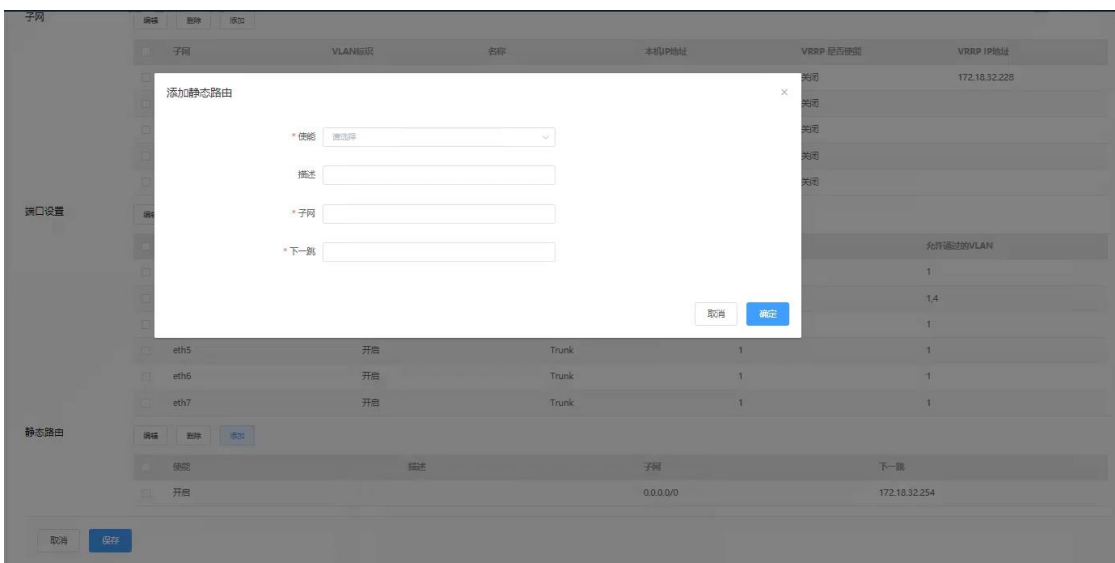 子网
编辑 删除 添加
子网 VLAN标识 名称 本机IP地址 VRRP 是否使能 VRRP IP地址
关闭 172.18.32.228
添加静态路由 ×
关闭
* 使能 请选择
关闭
关闭
描述
关闭
端口设置
* 子网
* 下一跳
允许通过的VLAN
1
1,4
取消 确定
1
eth5 开启 Trunk 1 1
eth6 开启 Trunk 1 1
eth7 开启 Trunk 1 1
静态路由
编辑 删除 添加
使能 描述 子网 下一跳
开启 0.0.0.0/0 172.18.32.254
取消 保存